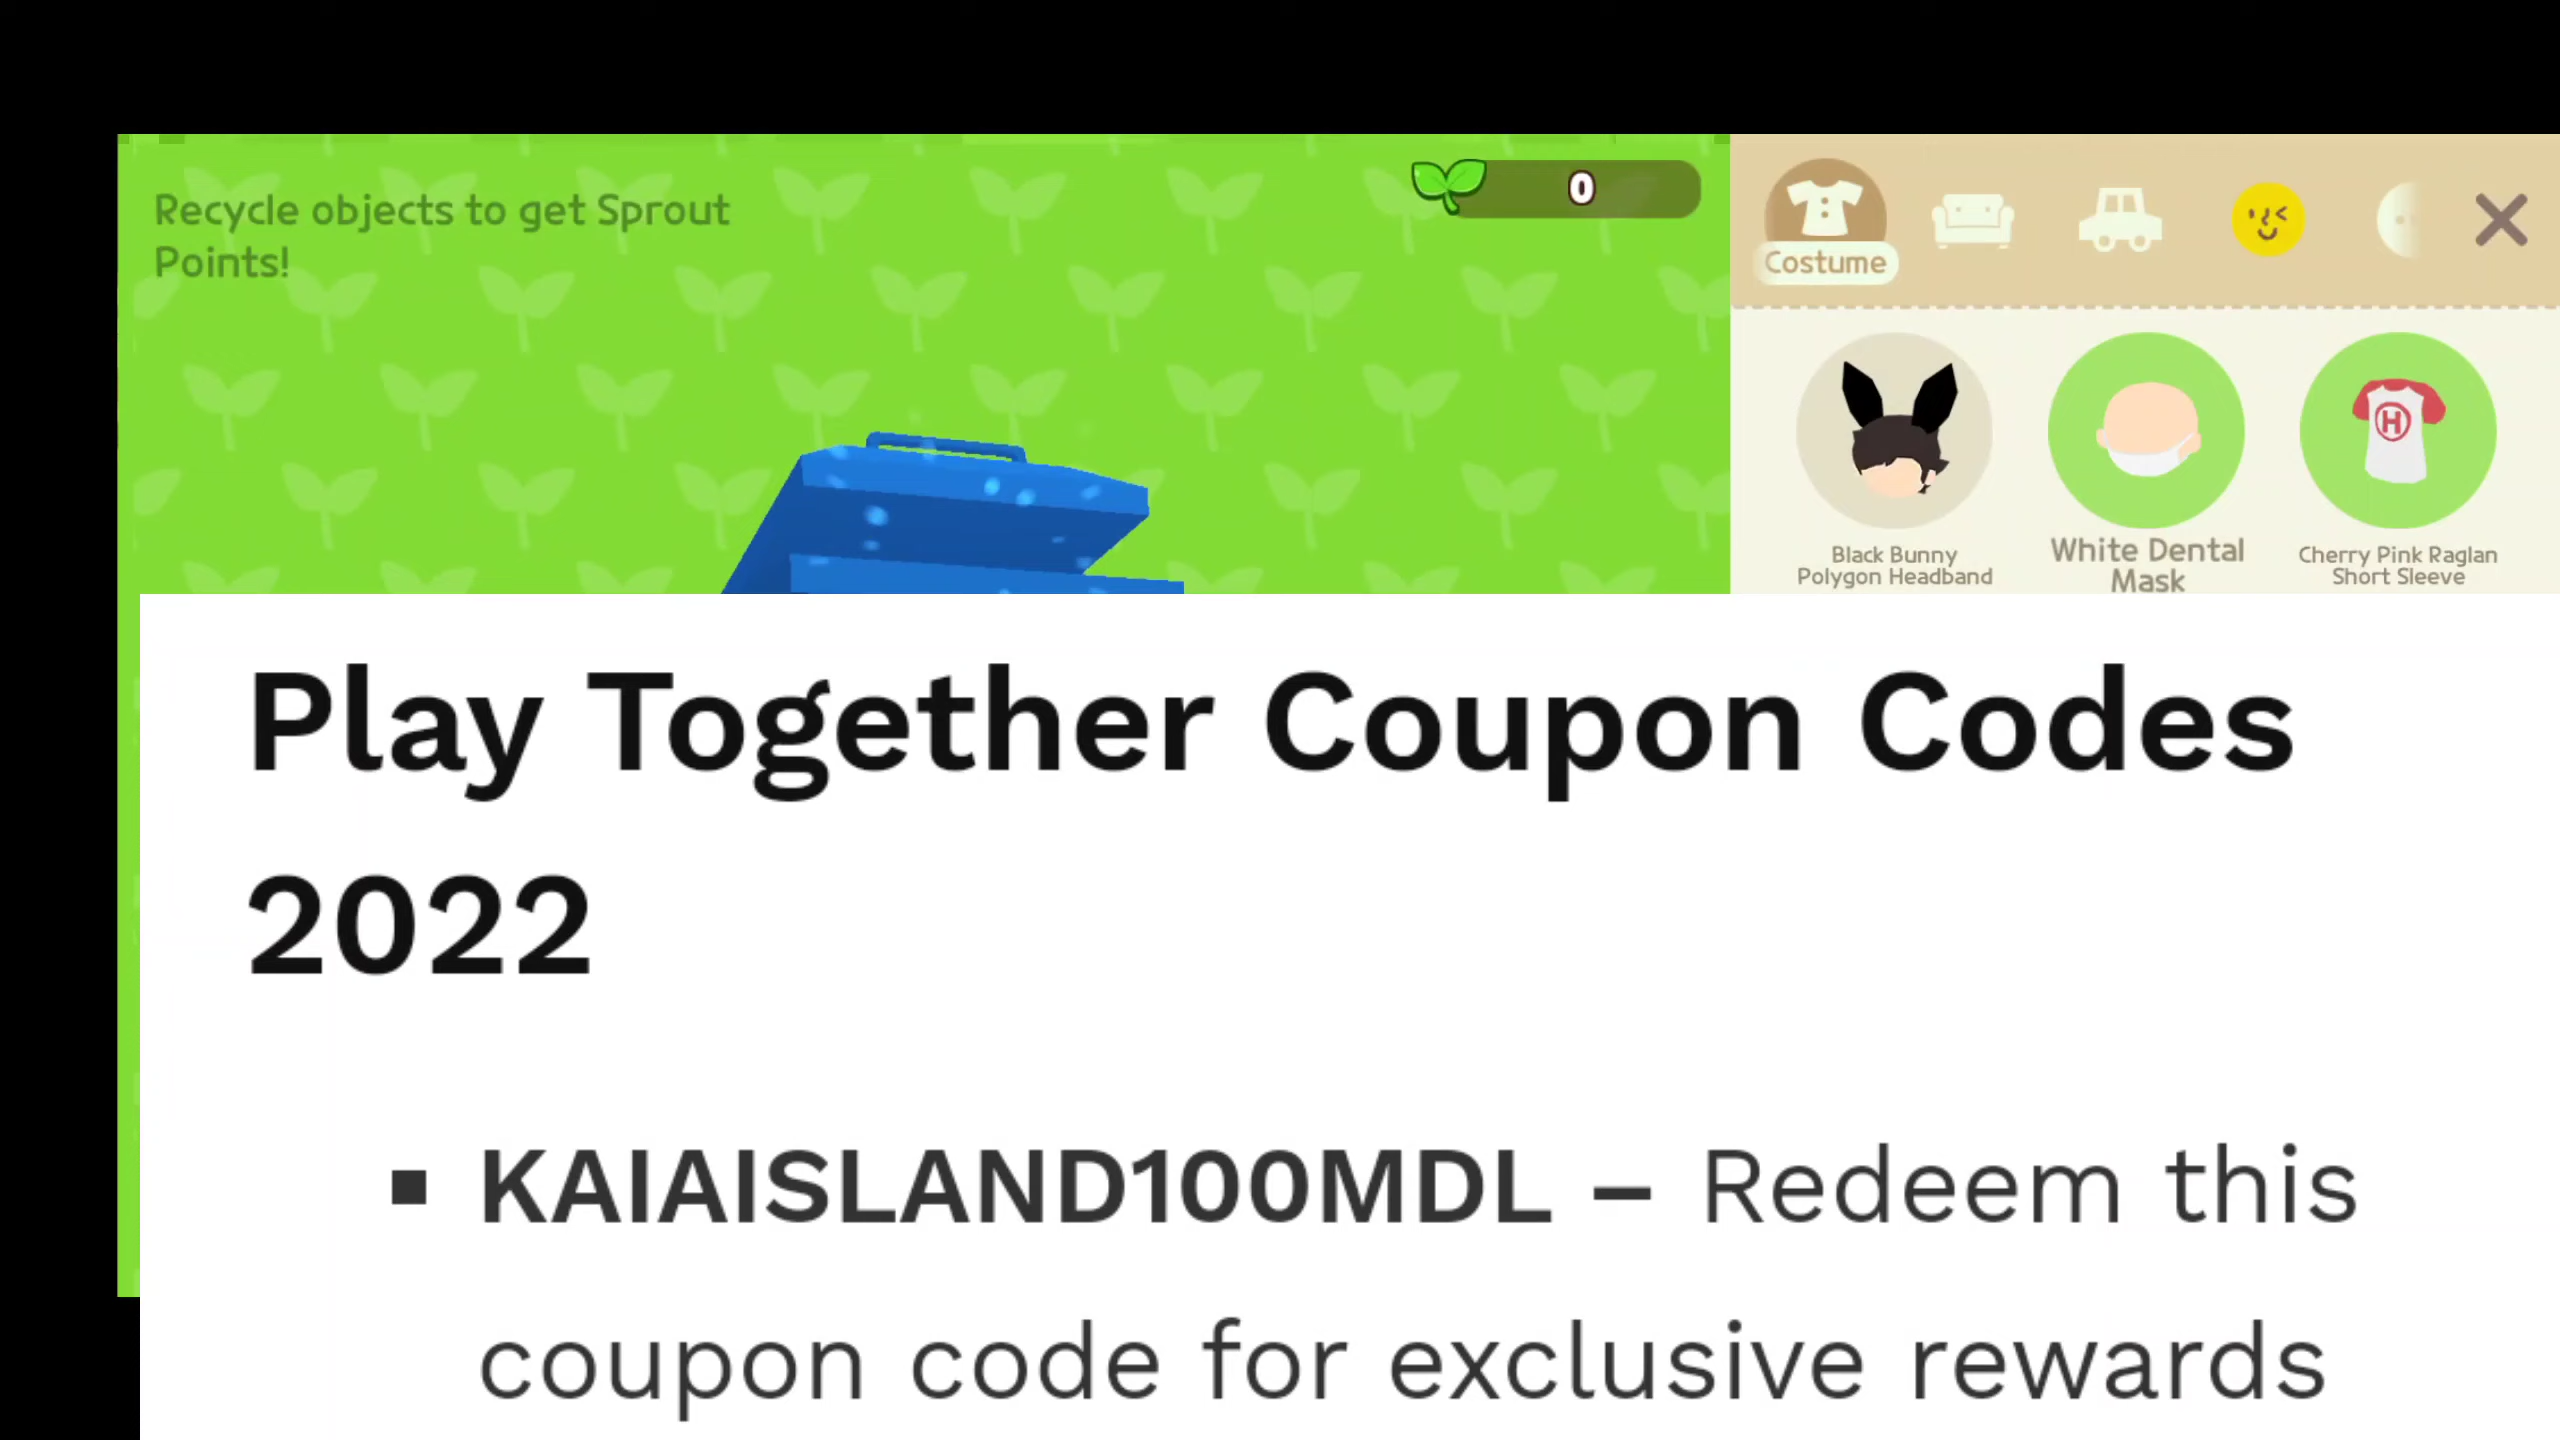 Recycle objects to get Sprout
Points!
0
Costume
Black Bunny
Polygon Headband
White Dental
Mask
H
Cherry Pink Raglan
Short Sleeve
Play Together Coupon Codes
2022
▪ KAIAISLAND100MDL – Redeem this
coupon code for exclusive rewards